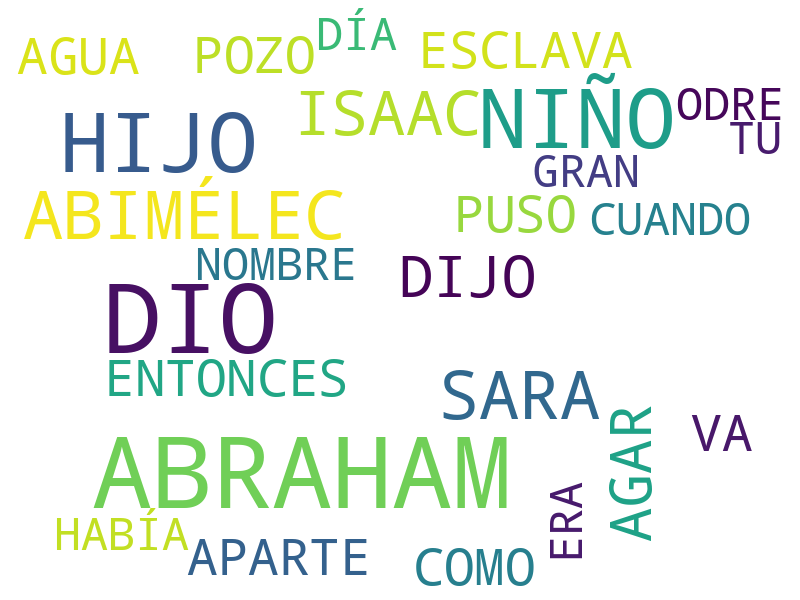 DÍA
AGUA
POZO
ESCLAVA
ISAAC
NIÑO
ODRE
TU
HIJO
GRAN
ABIMÉLEC
PUSO
CUANDO
NOMBRE
DIJO
DIO
ENTONCES
SARA
AGAR
VA
ABRAHAM
ERA
HABÍA
APARTE
COMO